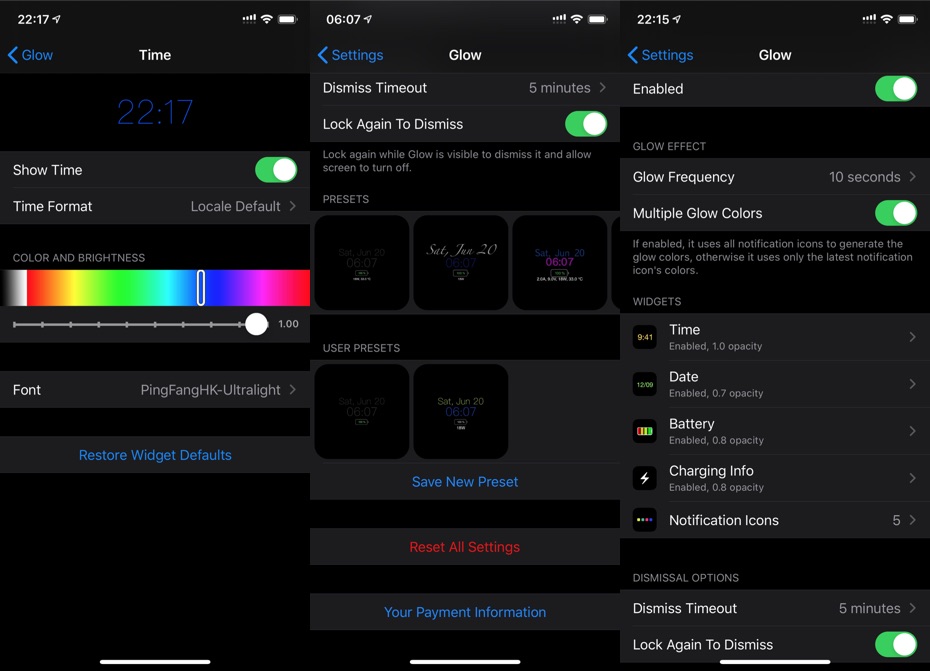 22:17
Glow
Time
22:17
Show Time
Time Format
Locale Default
COLOR AND BRIGHTNESS
1.00
Font
PingFangHK-Ultralight
Restore Widget Defaults
06:07
Settings
Glow
Dismiss Timeout
5 minutes
Lock Again To Dismiss
Lock again while Glow is visible to dismiss it and allow
screen to turn off.
PRESETS
Sat, Jun 20
06:07
Sat, Jun 20
06:07
Sat, Jun 20
06:07
USER PRESETS
Sat, Jun 20
06:07
Sat, Jun 20
06:07
18W
Save New Preset
Reset All Settings
Your Payment Information
22:15
Settings
Glow
Enabled
GLOW EFFECT
Glow Frequency
10 seconds
Multiple Glow Colors
If enabled, it uses all notification icons to generate the
glow colors, otherwise it uses only the latest notification
icon's colors.
WIDGETS
9:41
Time
Enabled, 1.0 opacity
12/09
Date
Enabled, 0.7 opacity
Battery
Enabled, 0.8 opacity
Charging Info
Enabled, 0.8 opacity
Notification Icons
5
DISMISSAL OPTIONS
Dismiss Timeout
5 minutes
Lock Again To Dismiss